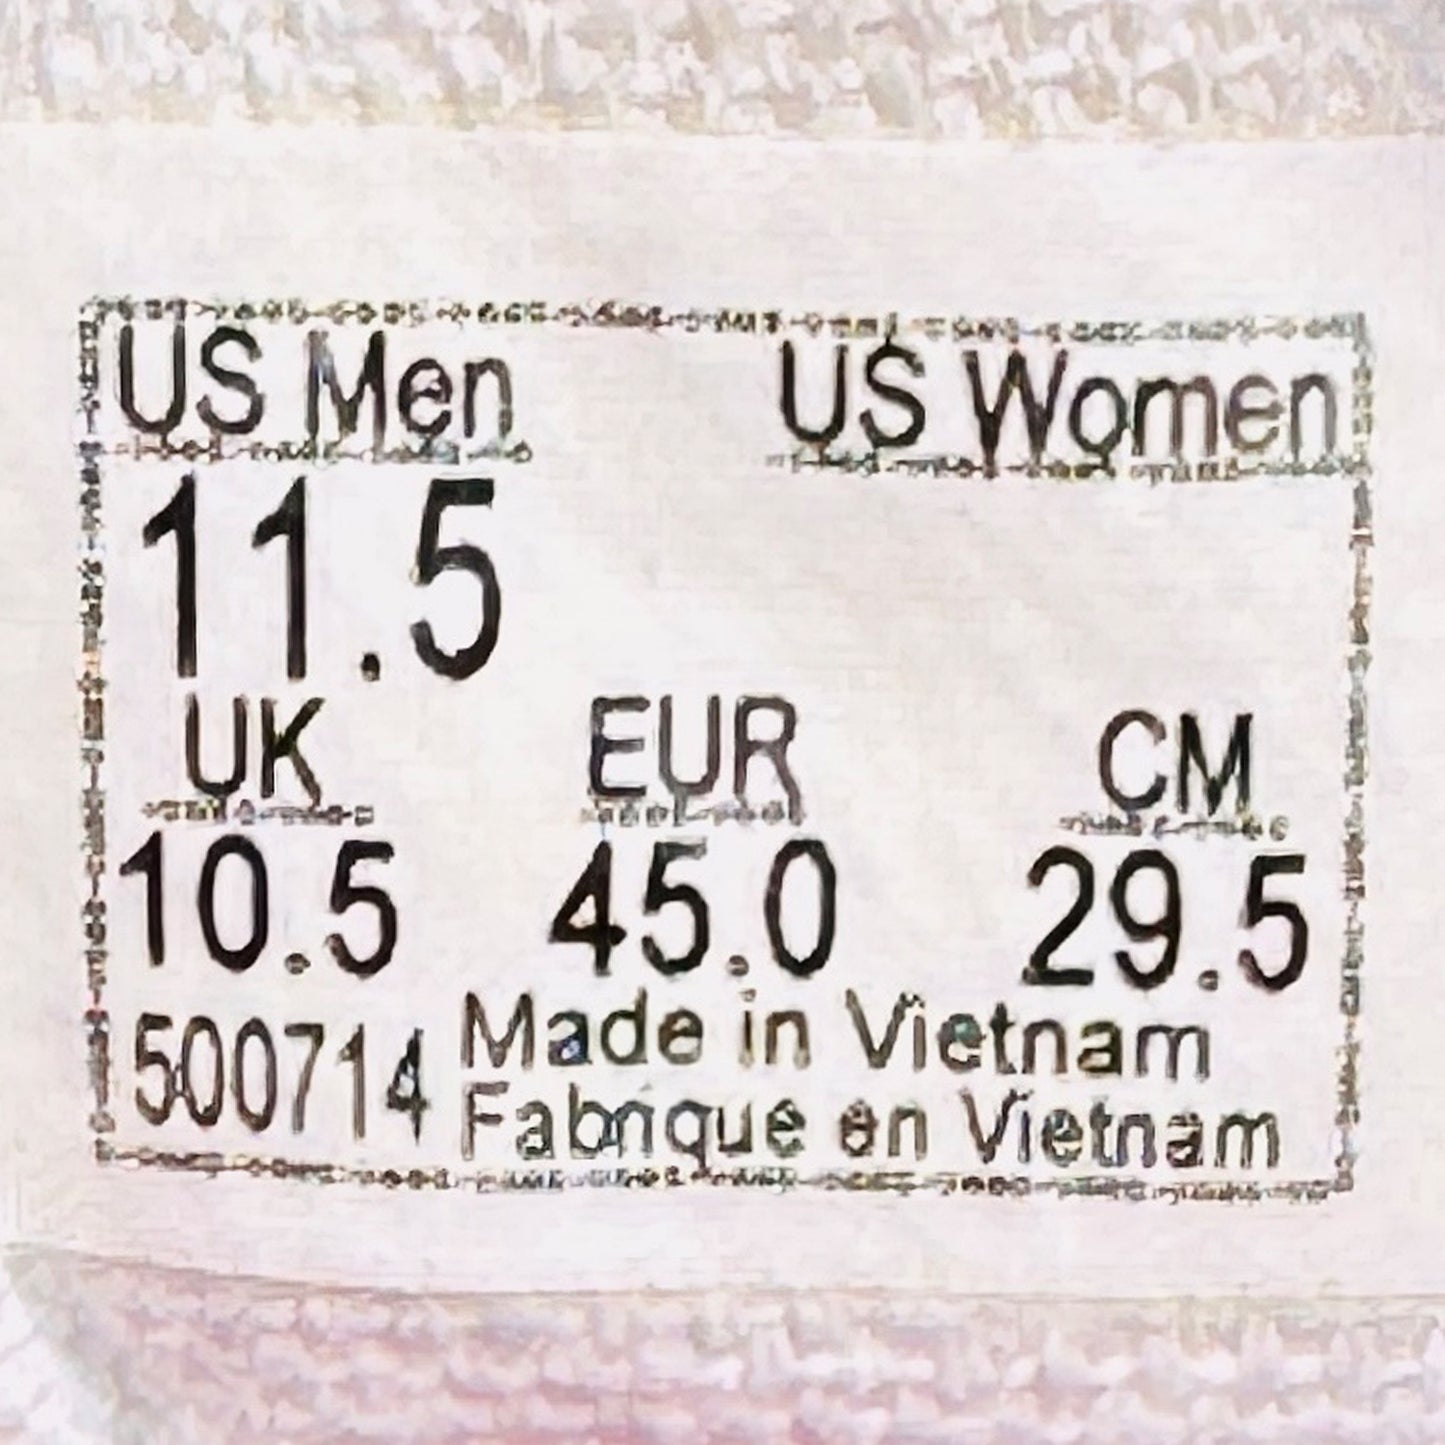 US Men US Women
11.5
UK EUR CM
10.5 45.0 29.5
500714 Made in Vietnam
Fabriqué en Vietnam